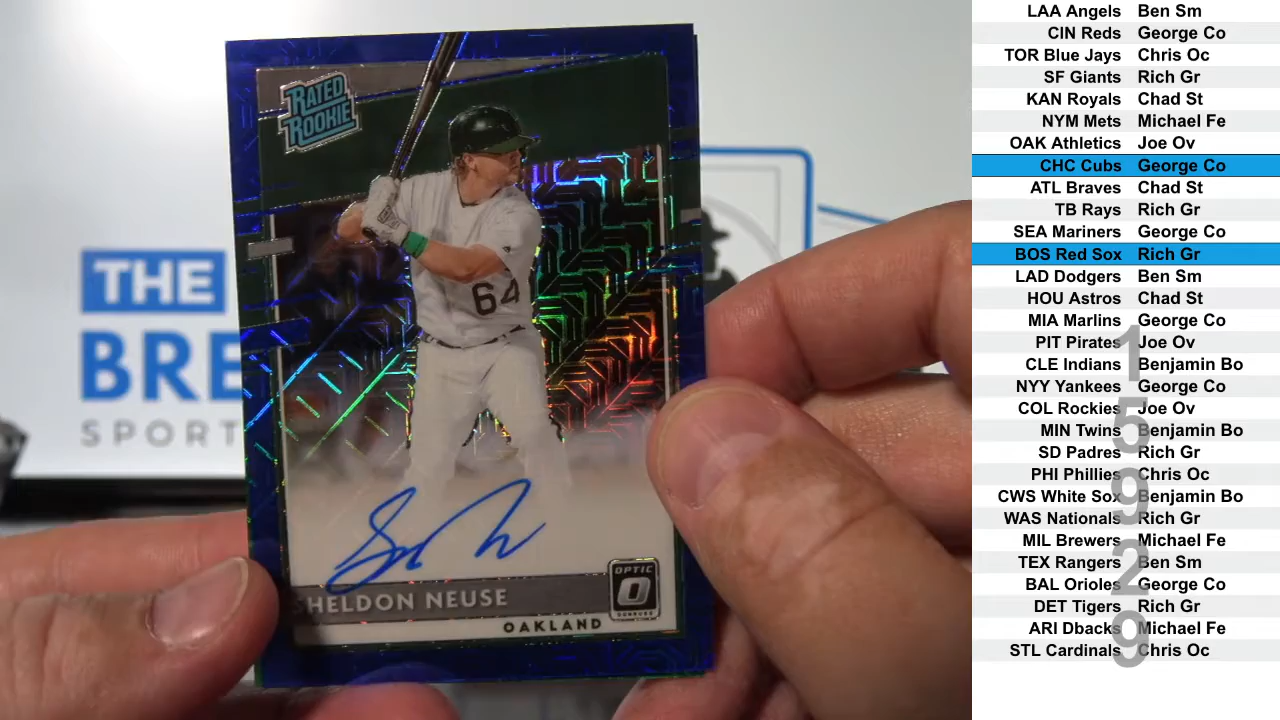 RATED
ROOKIE
64
SHELDON NEUSE
OPTIC
O
DONRUSS
OAKLAND
THE
BRE
SPORT
LAA Angels Ben Sm
CIN Reds George Co
TOR Blue Jays Chris Oc
SF Giants Rich Gr
KAN Royals Chad St
NYM Mets Michael Fe
OAK Athletics Joe Ov
CHC Cubs George Co
ATL Braves Chad St
TB Rays Rich Gr
SEA Mariners George Co
BOS Red Sox Rich Gr
LAD Dodgers Ben Sm
HOU Astros Chad St
MIA Marlins George Co
PIT Pirates Joe Ov
CLE Indians Benjamin Bo
NYY Yankees George Co
COL Rockies Joe Ov
MIN Twins Benjamin Bo
SD Padres Rich Gr
PHI Phillies Chris Oc
CWS White Sox Benjamin Bo
WAS Nationals Rich Gr
MIL Brewers Michael Fe
TEX Rangers Ben Sm
BAL Orioles George Co
DET Tigers Rich Gr
ARI Dbacks Michael Fe
STL Cardinals Chris Oc
1
5
9
2
9